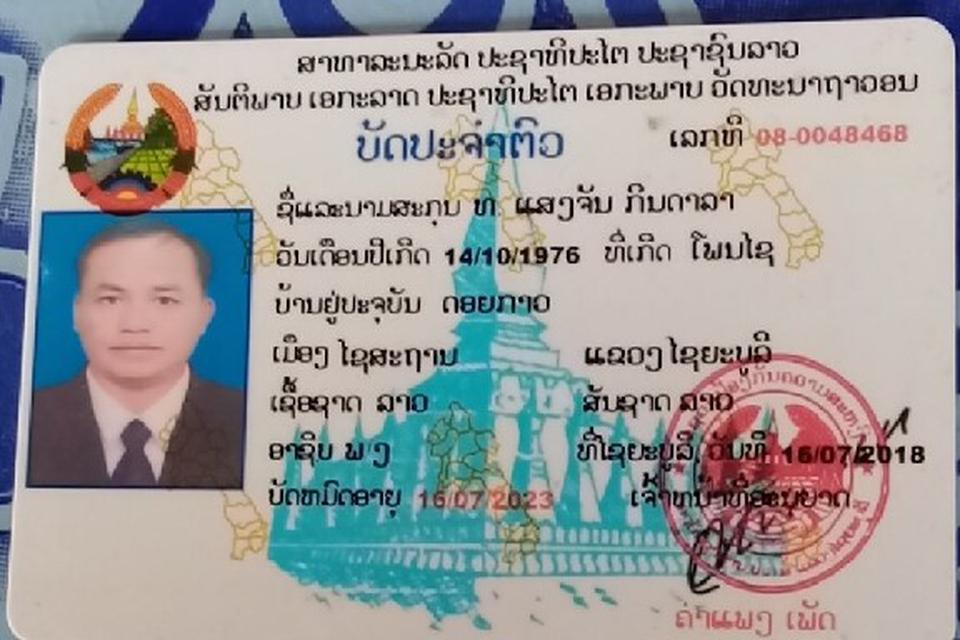 ສາທາລະນະລັດ ປະຊາທິປະໄຕ ປະຊາຊົນລາວ
ສັນຕິພາບ ເອກະລາດ ປະຊາທິປະໄຕ ເອກະພາບ ວັດທະນາຖາວອນ
ບັດປະຈຳຕົວ ເລກທີ 08-0048468
ຊື່ແລະນາມສະກຸນ ທ. ແສງຈັນ ກິນດາລາ
ວັນເດືອນປີເກີດ 14/10/1976 ທີ່ເກີດ ໂພນໄຊ
ບ້ານຢູ່ປະຈຸບັນ ດອຍກາວ
ເມືອງ ໄຊສະຖານ ແຂວງ ໄຊຍະບູລີ
ເຊື້ອຊາດ ລາວ ສັນຊາດ ລາວ
ອາຊີບ ພ ງ ທີ່ໄຊຍະບູລີ, ວັນທີ 16/07/2018
ບັດຫມົດອາຍຸ 16/07/2023 ເຈົ້າຫນ້າທີ່ອະນຸຍາດ
ຄຳແພງ ເພັດ